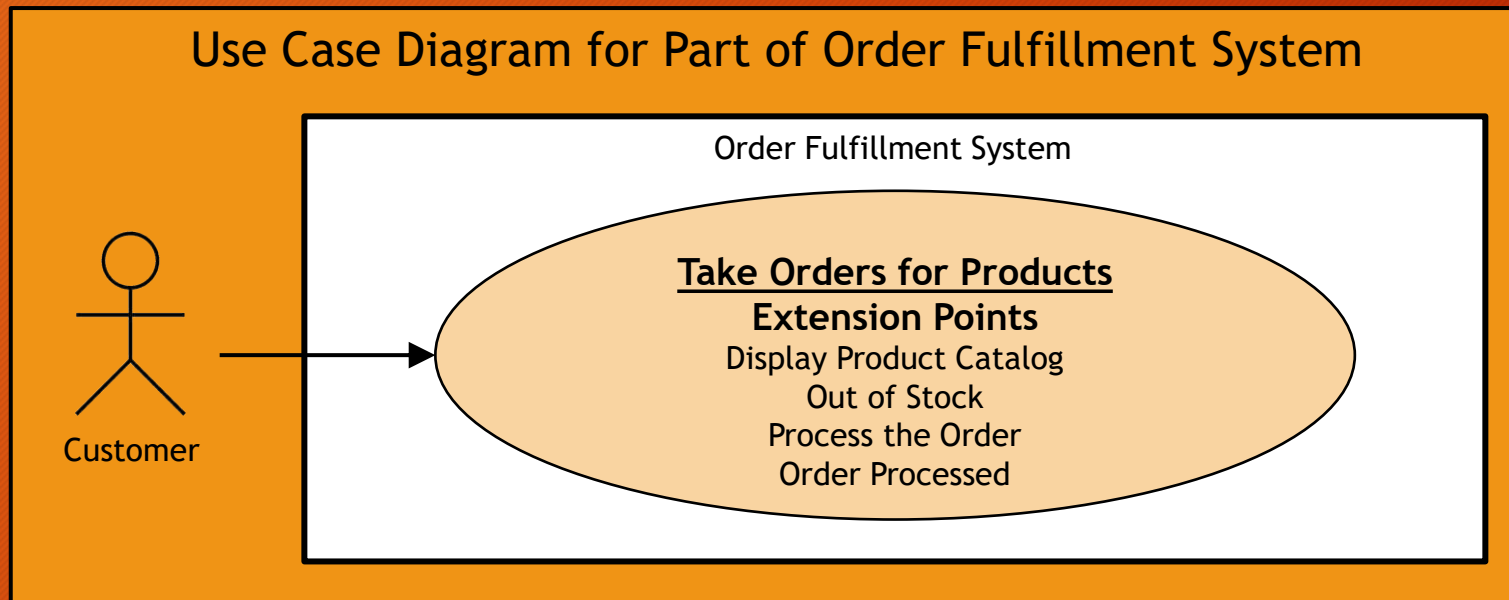 Use Case Diagram for Part of Order Fulfillment System
Order Fulfillment System
Take Orders for Products
Extension Points
Display Product Catalog
Out of Stock
Process the Order
Order Processed
Customer